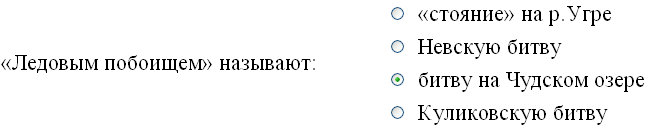 «Ледовым побоищем» называют:
«стояние» на р.Угре
Невскую битву
битву на Чудском озере
Куликовскую битву